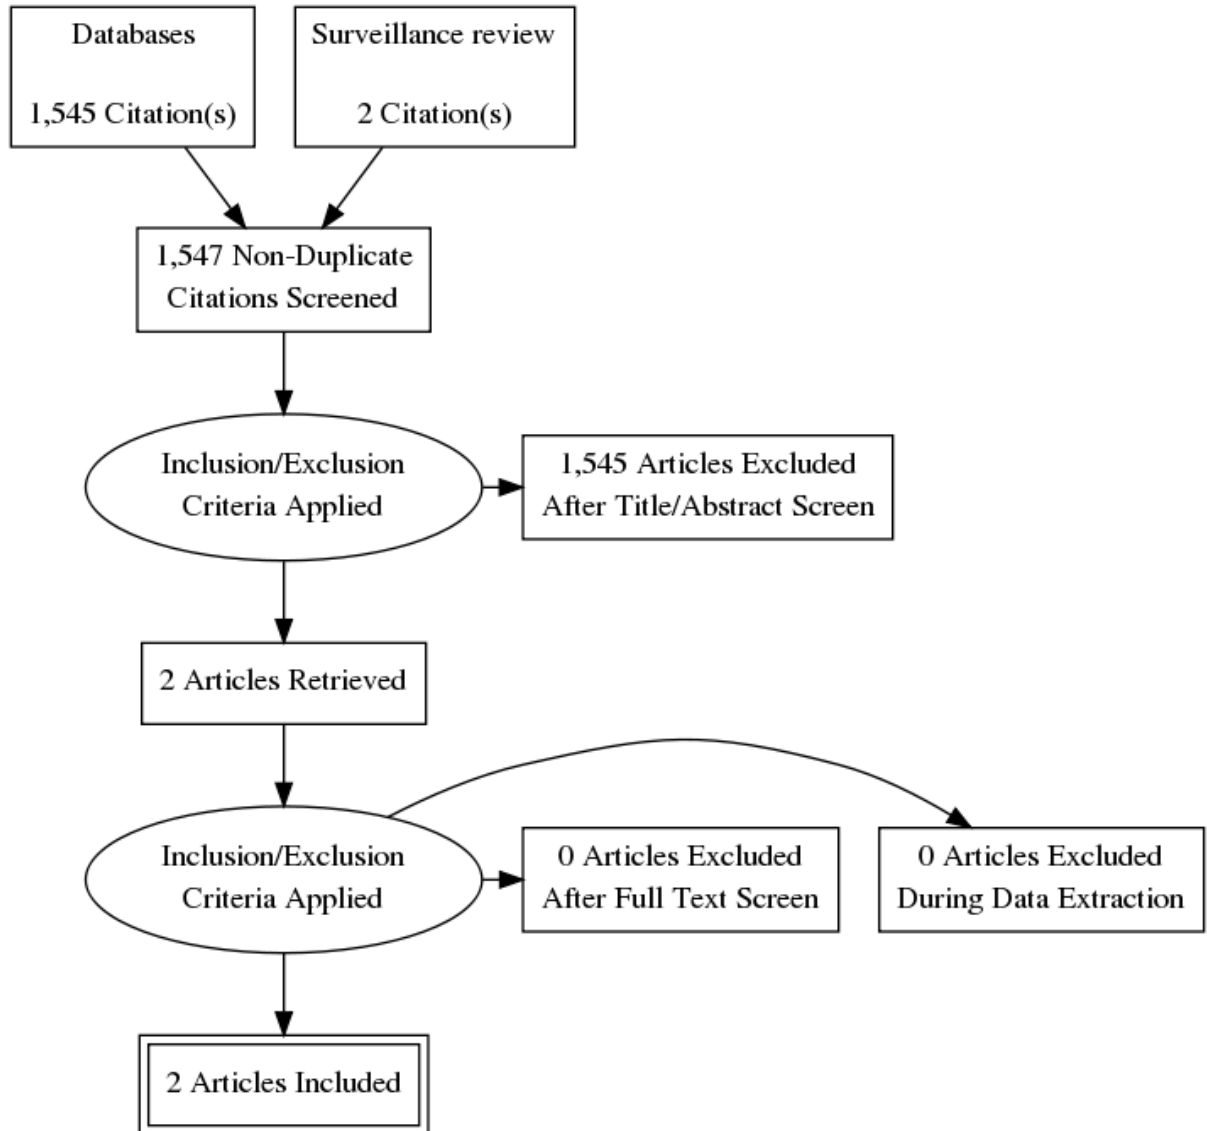 Databases
1,545 Citation(s)
Surveillance review
2 Citation(s)
1,547 Non-Duplicate
Citations Screened
Inclusion/Exclusion
Criteria Applied
1,545 Articles Excluded
After Title/Abstract Screen
2 Articles Retrieved
Inclusion/Exclusion
Criteria Applied
0 Articles Excluded
After Full Text Screen
0 Articles Excluded
During Data Extraction
2 Articles Included